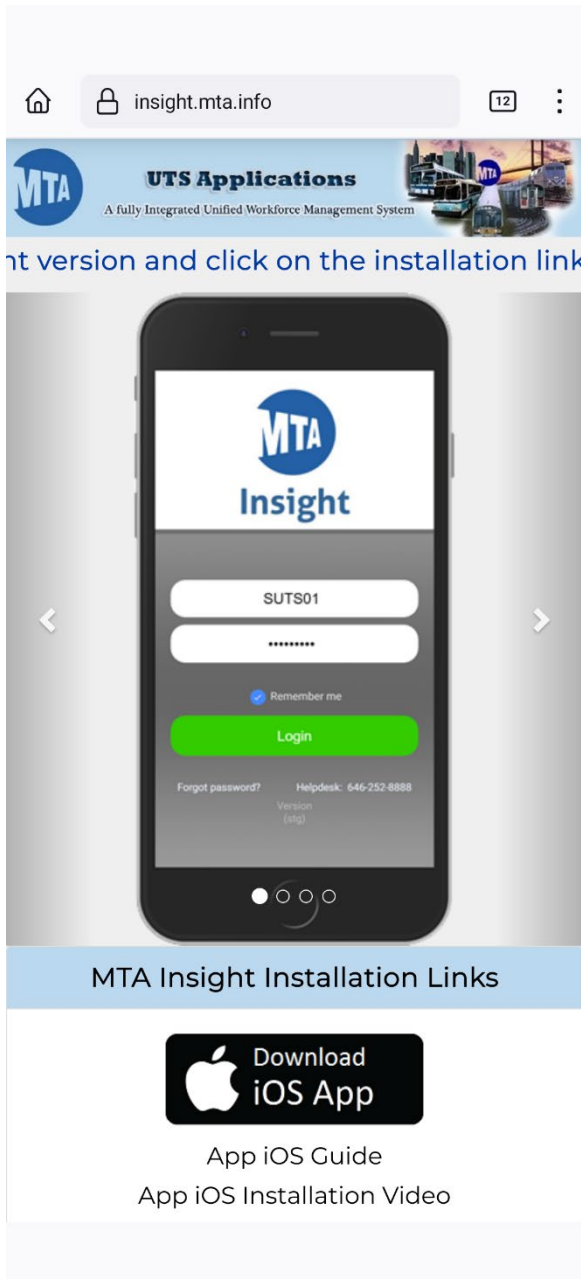 insight.mta.info
12
MTA
UTS Applications
A fully Integrated Unified Workforce Management System
MTA
nt version and click on the installation link
MTA
Insight
SUTS01
•••••••••
Remember me
Login
Forgot password? Helpdesk: 646-252-8888
Version
(stg)
MTA Insight Installation Links
Download
iOS App
App iOS Guide
App iOS Installation Video